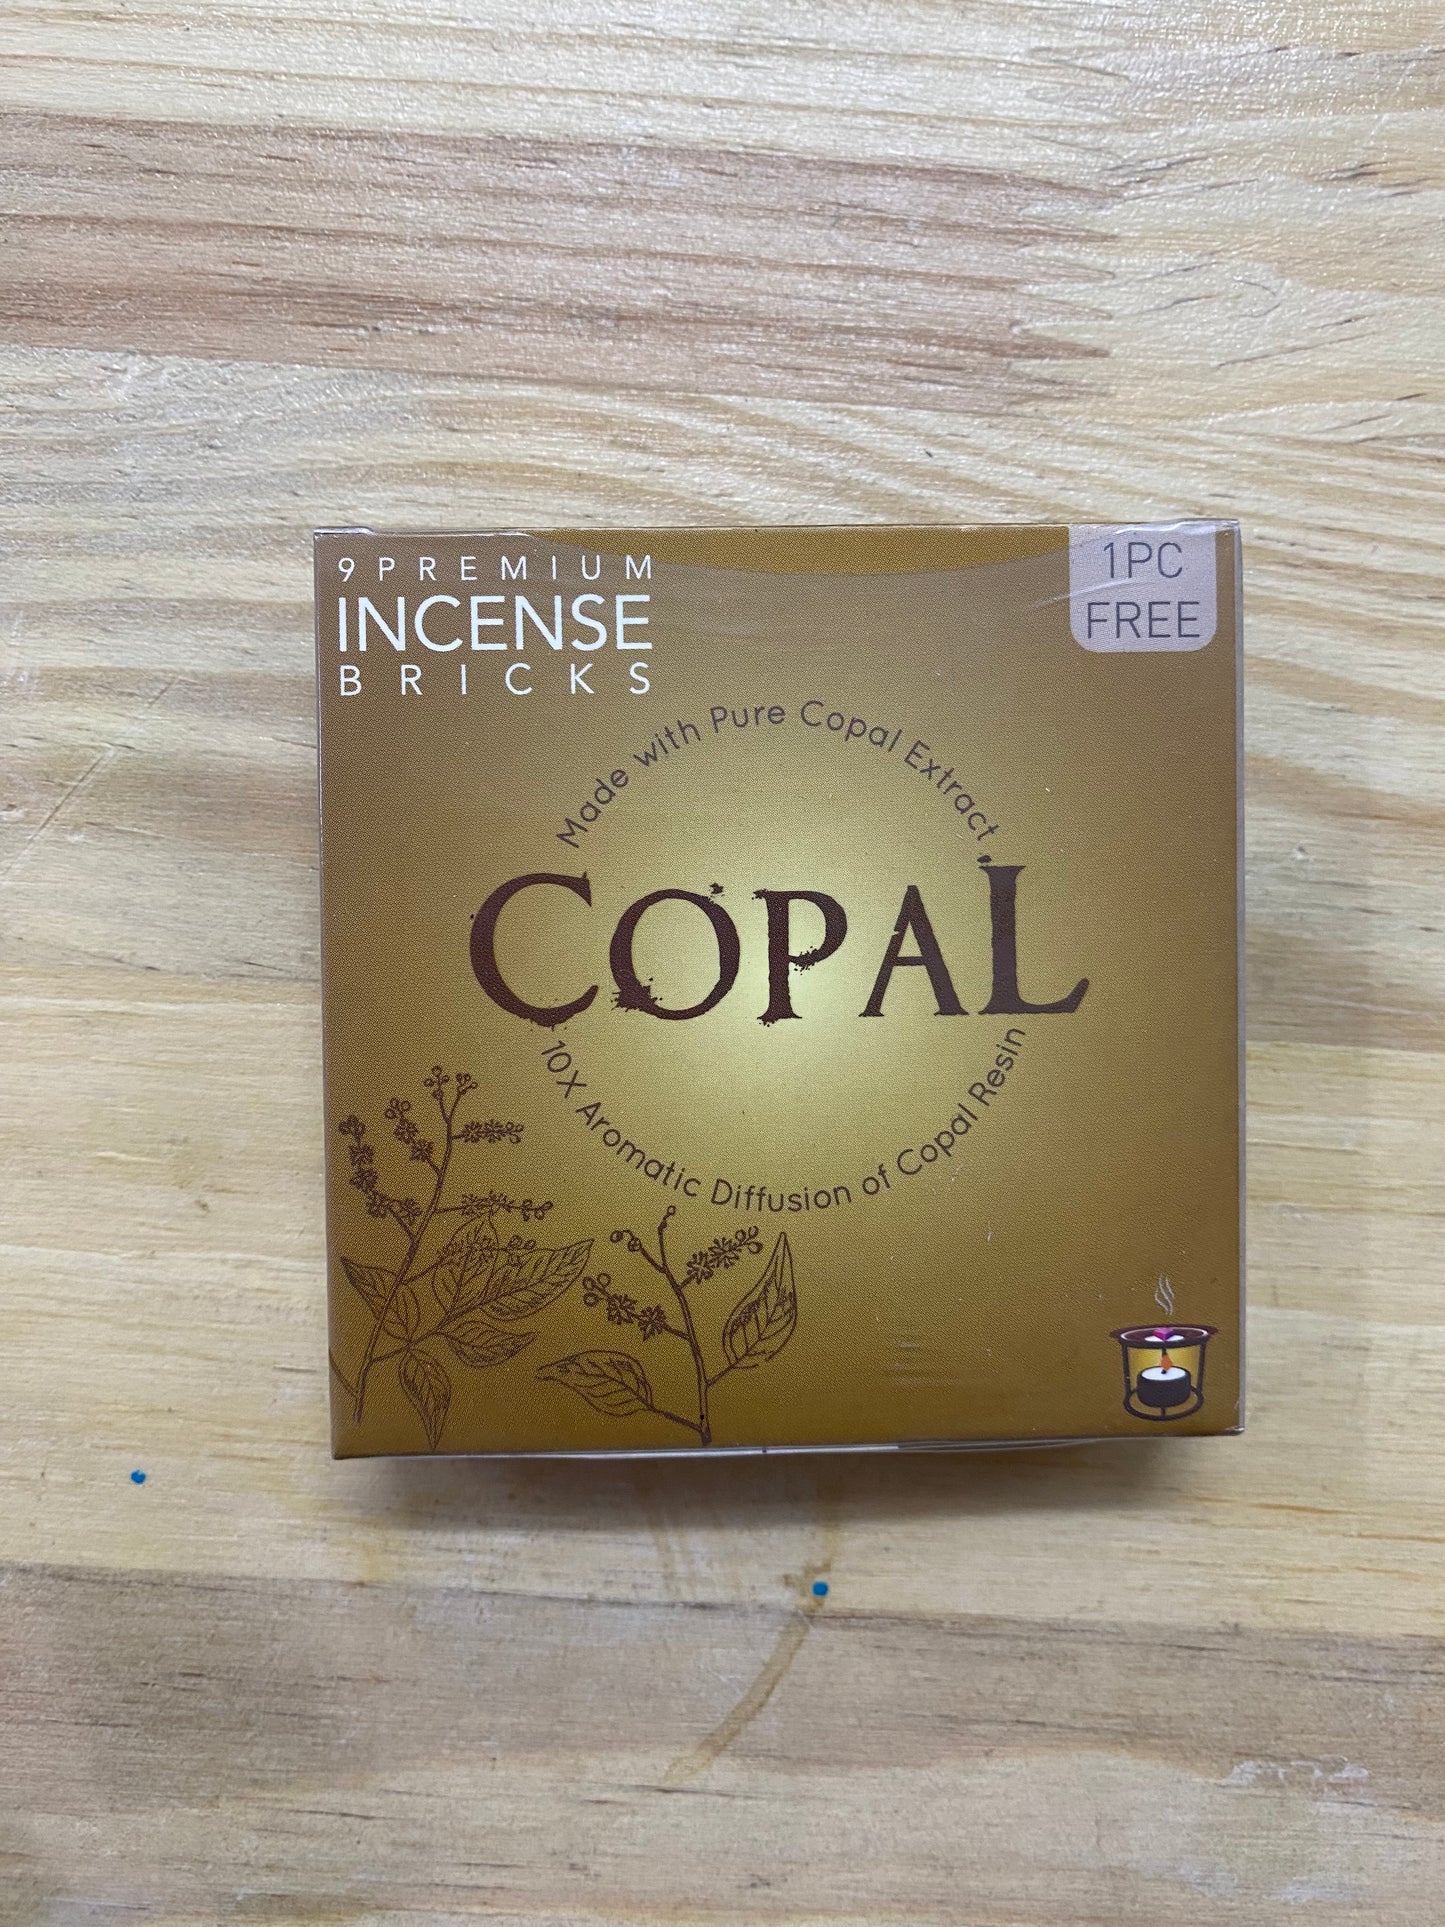 9 PREMIUM
INCENSE
BRICKS
1PC
FREE
Made with Pure Copal Extract
COPAL
10X Aromatic Diffusion of Copal Resin